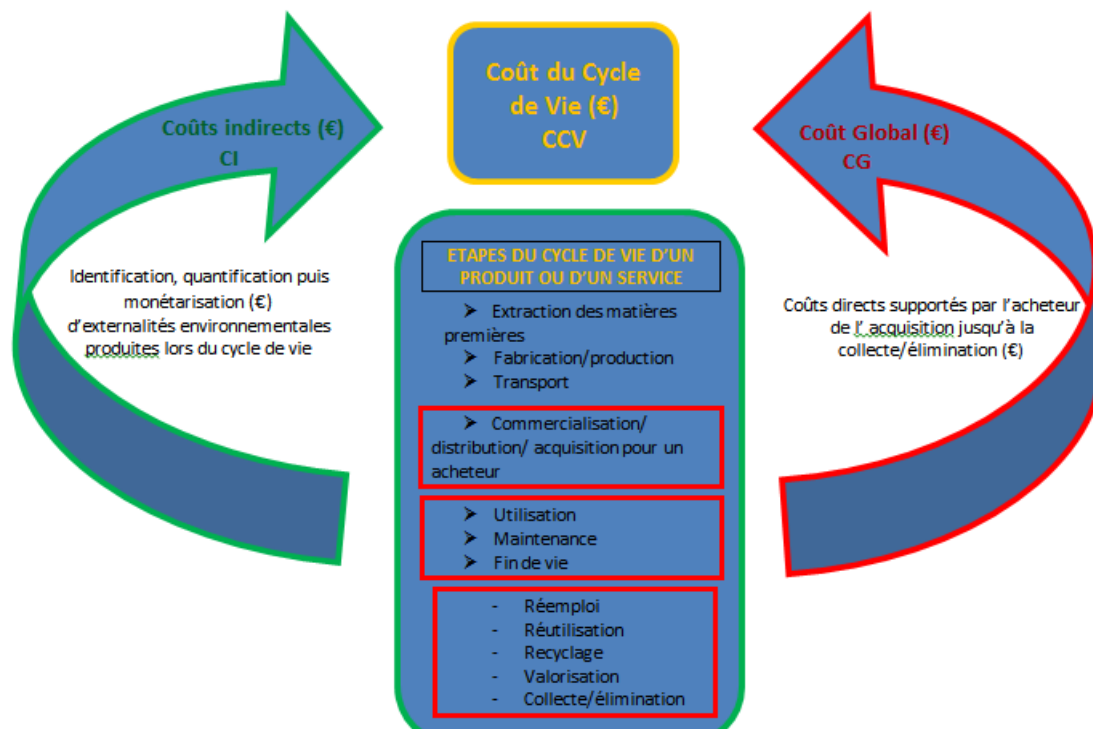 Coût du Cycle
de Vie (€)
CCV
Coûts indirects (€)
CI
Coût Global (€)
CG
Identification, quantification puis
monétarisation (€)
d'externalités environnementales
produites lors du cycle de vie
ETAPES DU CYCLE DE VIE D'UN
PRODUIT OU D'UN SERVICE
➤ Extraction des matières
premières
➤ Fabrication/production
➤ Transport
➤ Commercialisation/
distribution/ acquisition pour un
acheteur
➤ Utilisation
➤ Maintenance
➤ Fin de vie
- Réemploi
- Réutilisation
- Recyclage
- Valorisation
- Collecte/élimination
Coûts directs supportés par l'acheteur
de l' acquisition jusqu'à la
collecte/élimination (€)